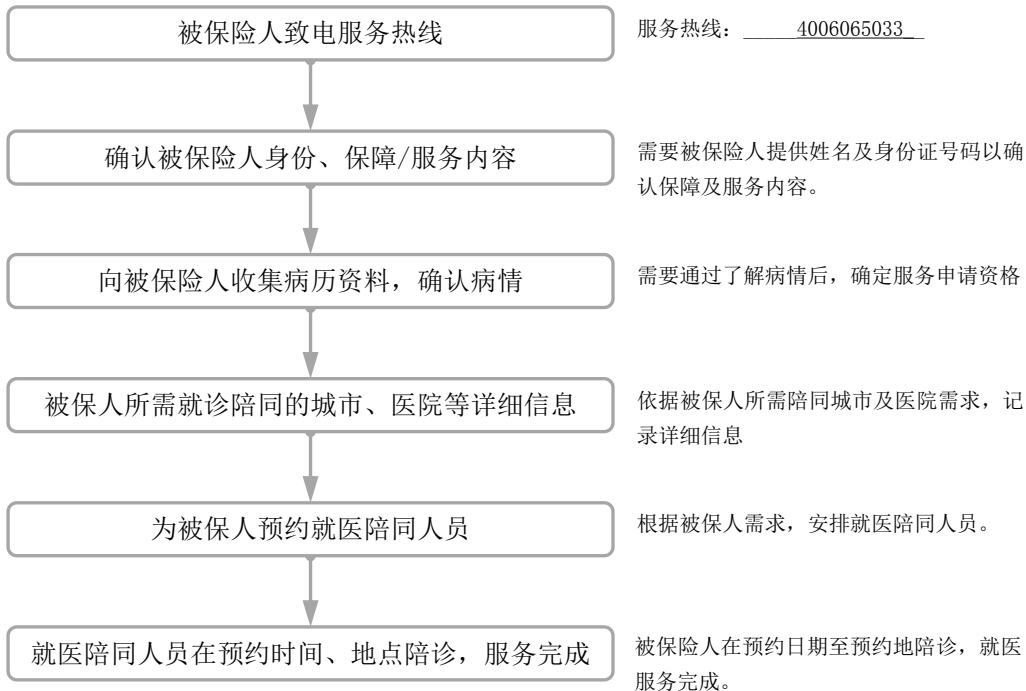 被保险人致电服务热线
服务热线：_____4006065033_
确认被保险人身份、保障/服务内容
需要被保险人提供姓名及身份证号码以确
认保障及服务内容。
向被保险人收集病历资料，确认病情
需要通过了解病情后，确定服务申请资格
被保人所需就诊陪同的城市、医院等详细信息
依据被保人所需陪同城市及医院需求，记
录详细信息
为被保人预约就医陪同人员
根据被保人需求，安排就医陪同人员。
就医陪同人员在预约时间、地点陪诊，服务完成
被保险人在预约日期至预约地陪诊，就医
服务完成。